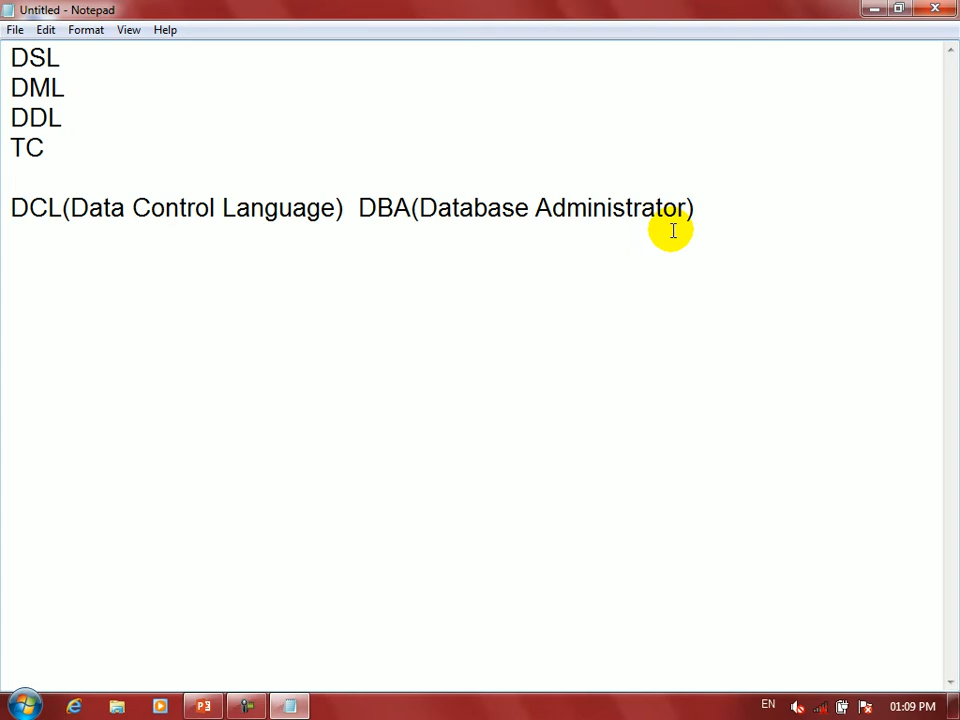 Untitled - Notepad
File Edit Format View Help
DSL
DML
DDL
TC
DCL(Data Control Language)  DBA(Database Administrator)
EN 01:09 PM